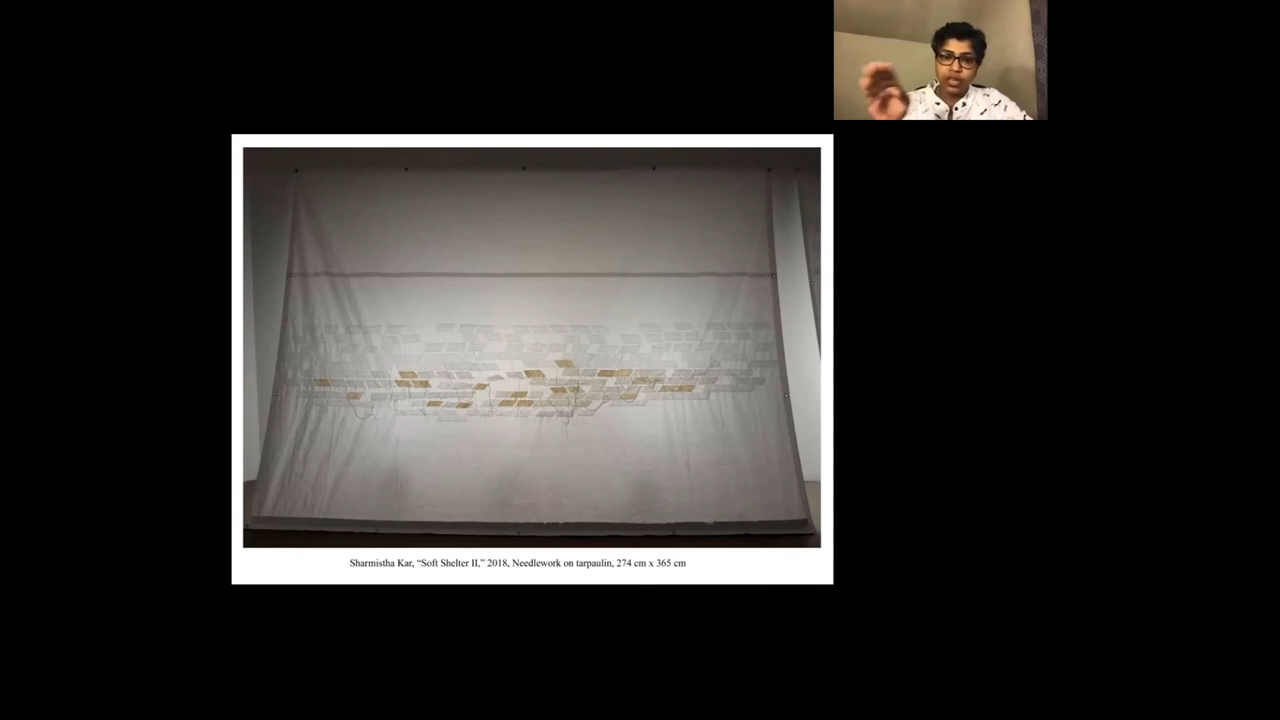 Sharmistha Kar, “Soft Shelter II,” 2018, Needlework on tarpaulin, 274 cm x 365 cm